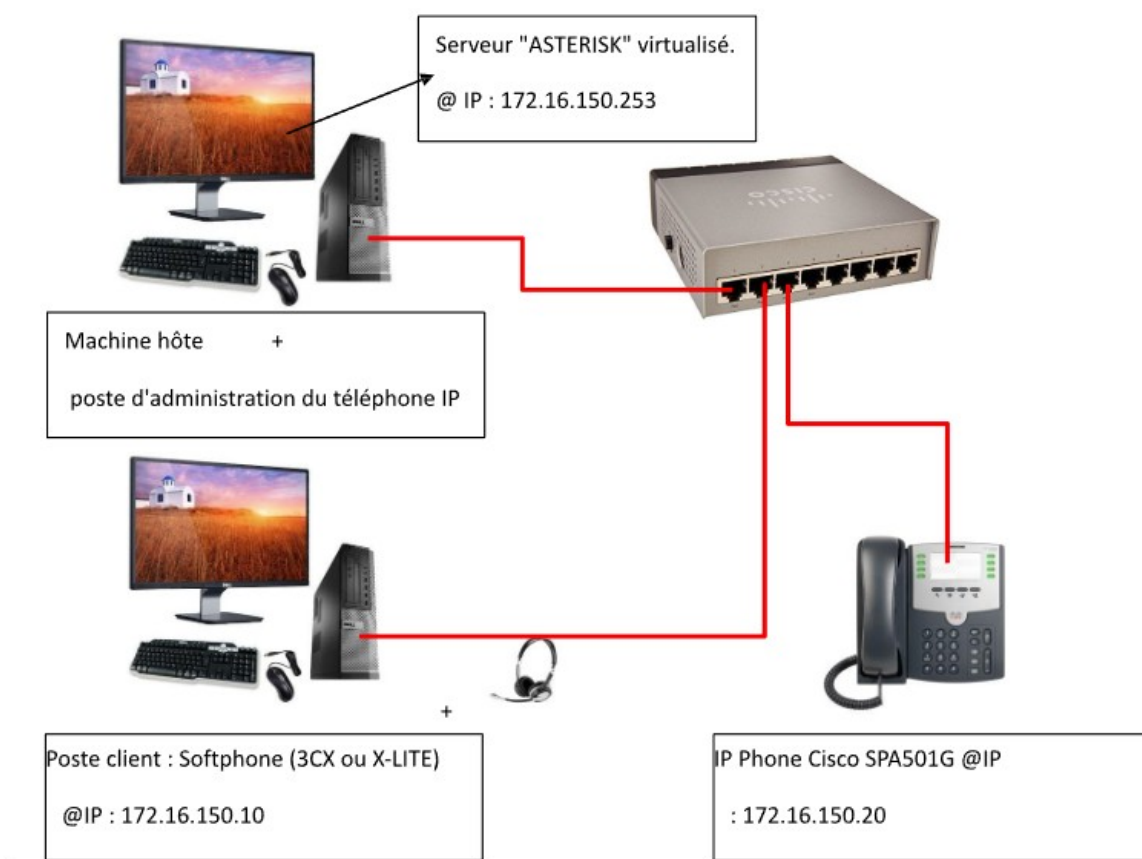 Serveur "ASTERISK" virtualisé.
@ IP : 172.16.150.253
CISCO
Machine hôte +
poste d'administration du téléphone IP
+
Poste client : Softphone (3CX ou X-LITE)
@IP : 172.16.150.10
IP Phone Cisco SPA501G @IP
: 172.16.150.20